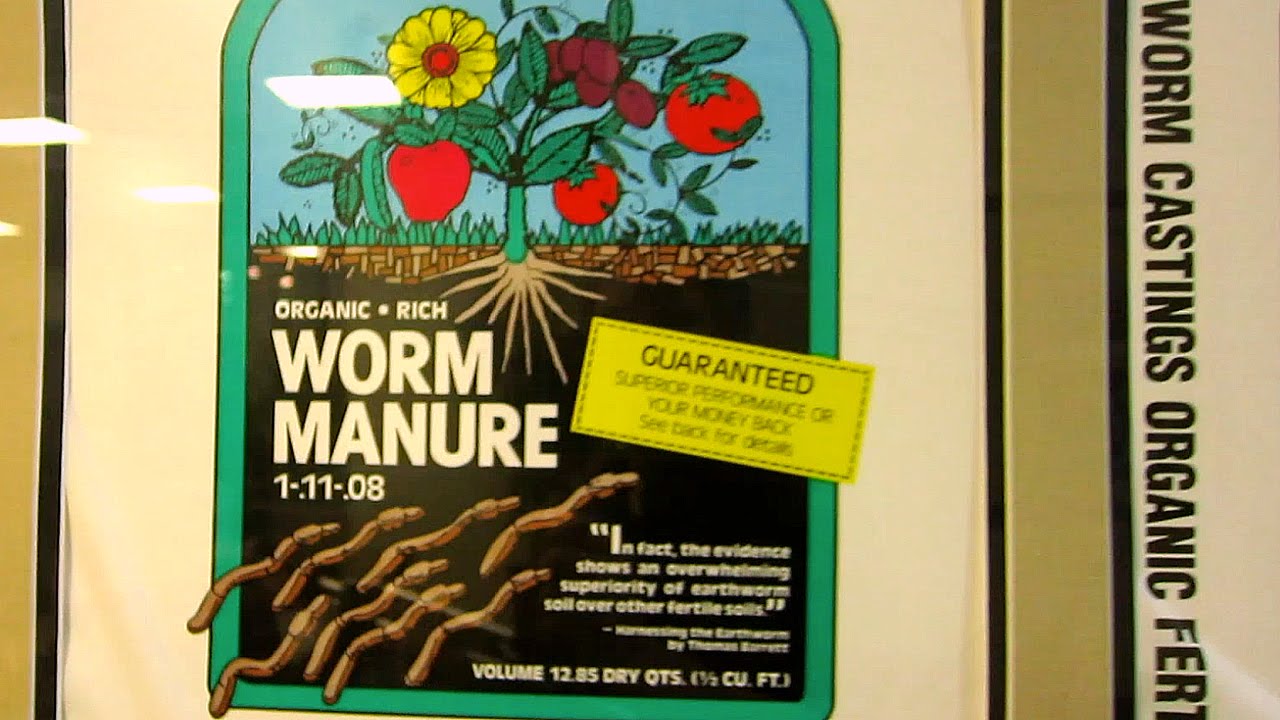 ORGANIC • RICH
WORM
MANURE
1-.11-.08
GUARANTEED
SUPERIOR PERFORMANCE OR
YOUR MONEY BACK
See back for details
"In fact, the evidence
shows an overwhelming
superiority of earthworm
soil over other fertile soils."
— Harnessing the Earthworm
by Thomas Barrett
VOLUME 12.85 DRY QTS. (½ CU. FT.)
WORM CASTINGS ORGANIC FERT